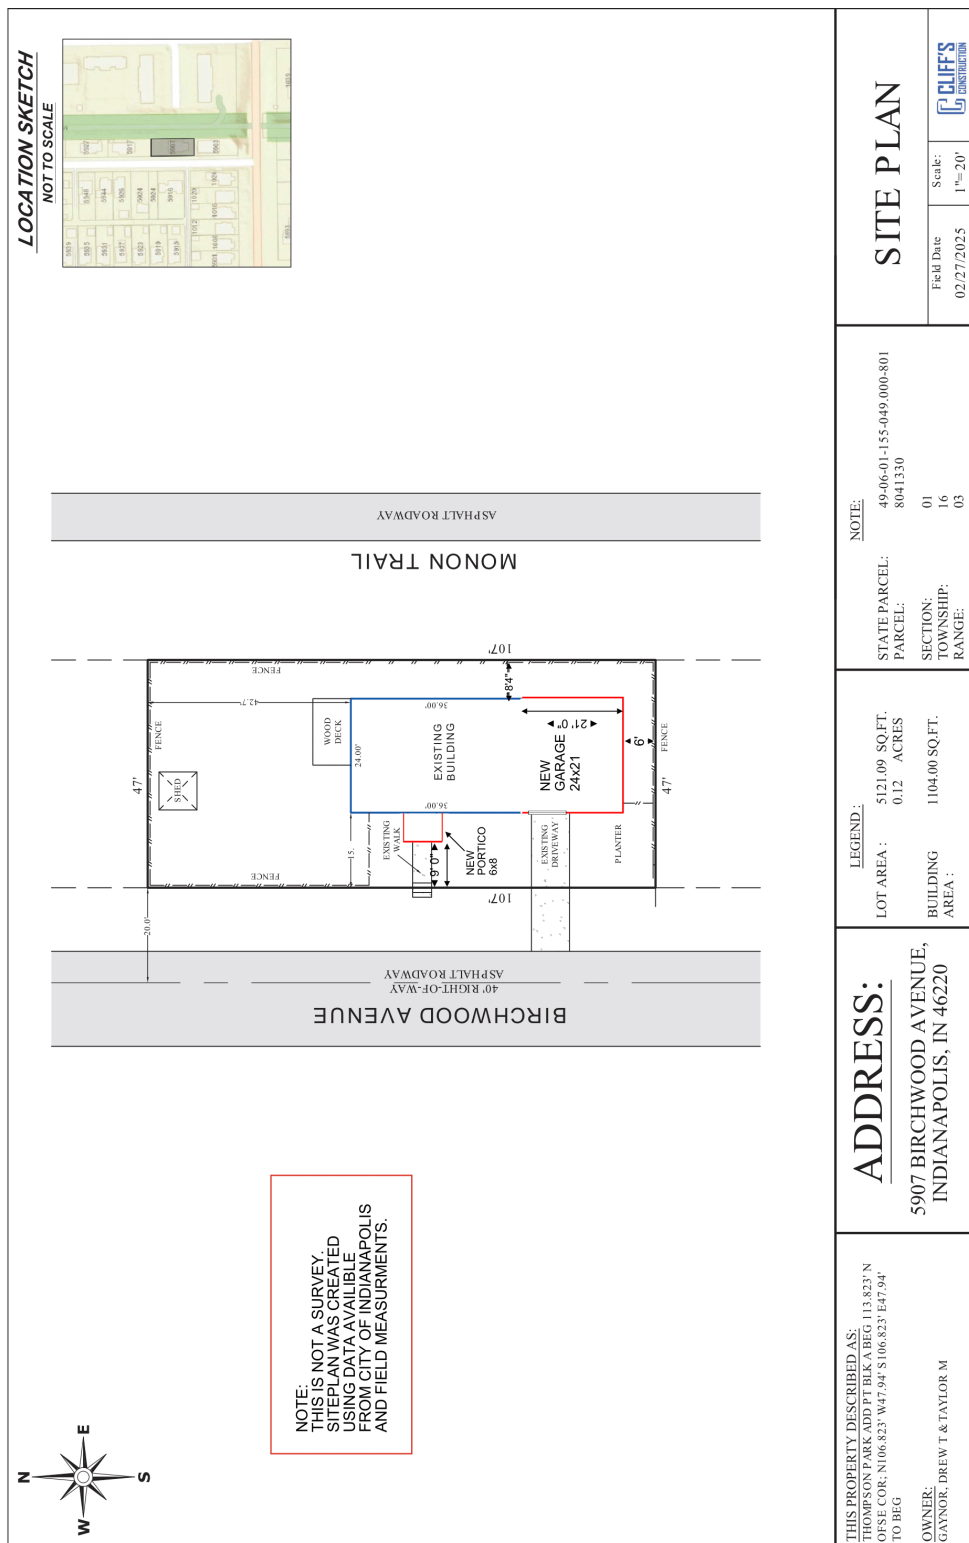 LOCATION SKETCH
NOT TO SCALE
N
W
E
S
NOTE:
THIS IS NOT A SURVEY.
SITEPLAN WAS CREATED
USING DATA AVAILIBLE
FROM CITY OF INDIANAPOLIS
AND FIELD MEASURMENTS.
BIRCHWOOD AVENUE
40' RIGHT-OF-WAY
ASPHALT ROADWAY
20.0'
47'
FENCE
SHED
42.7'
FENCE
FENCE
107'
107'
WOOD
DECK
24.00'
15.
36.00'
36.00'
EXISTING
BUILDING
EXISTING
WALK
9' 0"
NEW
PORTICO
6x8
8'4"
21' 0"
NEW
GARAGE
24x21
EXISTING
DRIVEWAY
PLANTER
6'
FENCE
47'
MONON TRAIL
ASPHALT ROADWAY
THIS PROPERTY DESCRIBED AS:
THOMPSON PARK ADD PT BLK A BEG 113.823' N
OFSE COR; N106.823' W47.94' S106.823' E47.94'
TO BEG
OWNER:
GAYNOR, DREW T & TAYLOR M
ADDRESS:
5907 BIRCHWOOD AVENUE,
INDIANAPOLIS, IN 46220
LEGEND :
LOT AREA : 5121.09 SQ.FT.
0.12 ACRES
BUILDING 1104.00 SQ.FT.
AREA :
NOTE:
STATE PARCEL: 49-06-01-155-049.000-801
PARCEL: 8041330
SECTION: 01
TOWNSHIP: 16
RANGE: 03
SITE PLAN
Field Date
02/27/2025
Scale:
1"= 20'
CLIFF'S
CONSTRUCTION